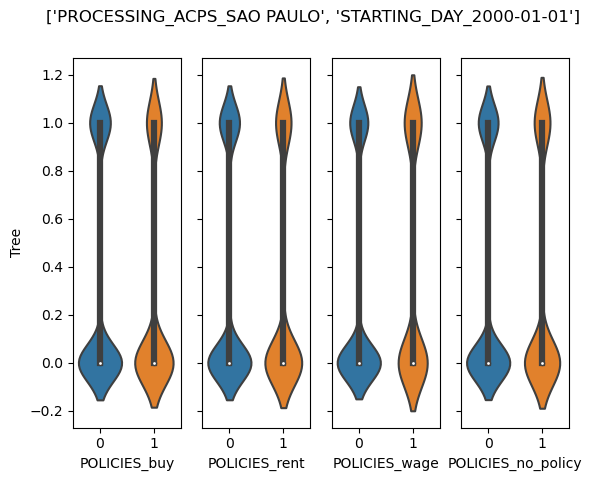 ['PROCESSING_ACPS_SAO PAULO', 'STARTING_DAY_2000-01-01']
Tree
1.2
1.0
0.8
0.6
0.4
0.2
0.0
−0.2
0 1 0 1 0 1 0 1
POLICIES_buy POLICIES_rent POLICIES_wage POLICIES_no_policy